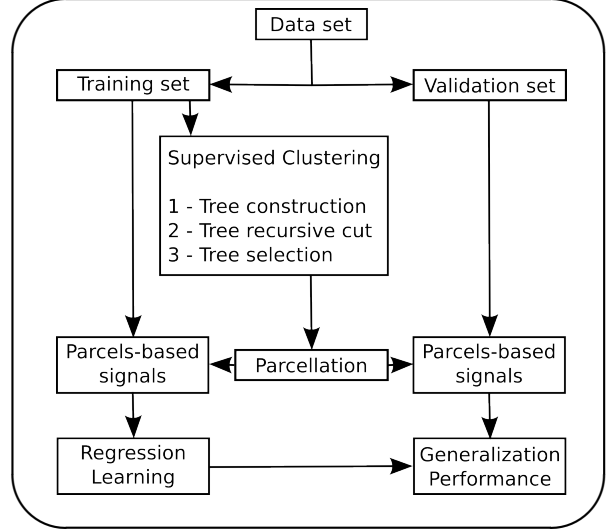 Data set
Training set
Validation set
Supervised Clustering
1 - Tree construction
2 - Tree recursive cut
3 - Tree selection
Parcels-based
signals
Parcellation
Parcels-based
signals
Regression
Learning
Generalization
Performance